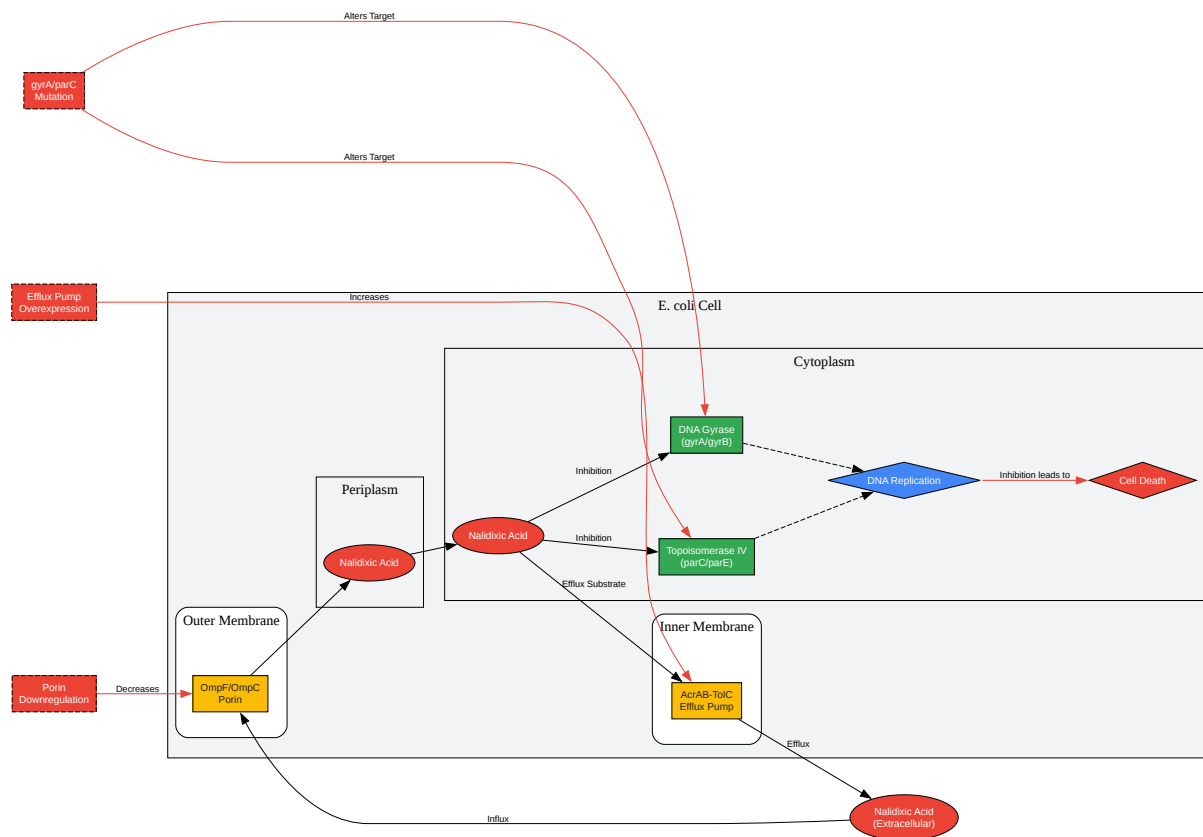 Alters Target
gyrA/parC
Mutation
Alters Target
Efflux Pump
Overexpression
Increases
E. coli Cell
Cytoplasm
DNA Gyrase
(gyrA/gyrB)
Inhibition
Periplasm
DNA Replication
Inhibition leads to
Cell Death
Nalidixic Acid
Inhibition
Topoisomerase IV
(parC/parE)
Nalidixic Acid
Efflux Substrate
Outer Membrane
Inner Membrane
Porin
Downregulation
Decreases
OmpF/OmpC
Porin
AcrAB-TolC
Efflux Pump
Efflux
Nalidixic Acid
(Extracellular)
Influx